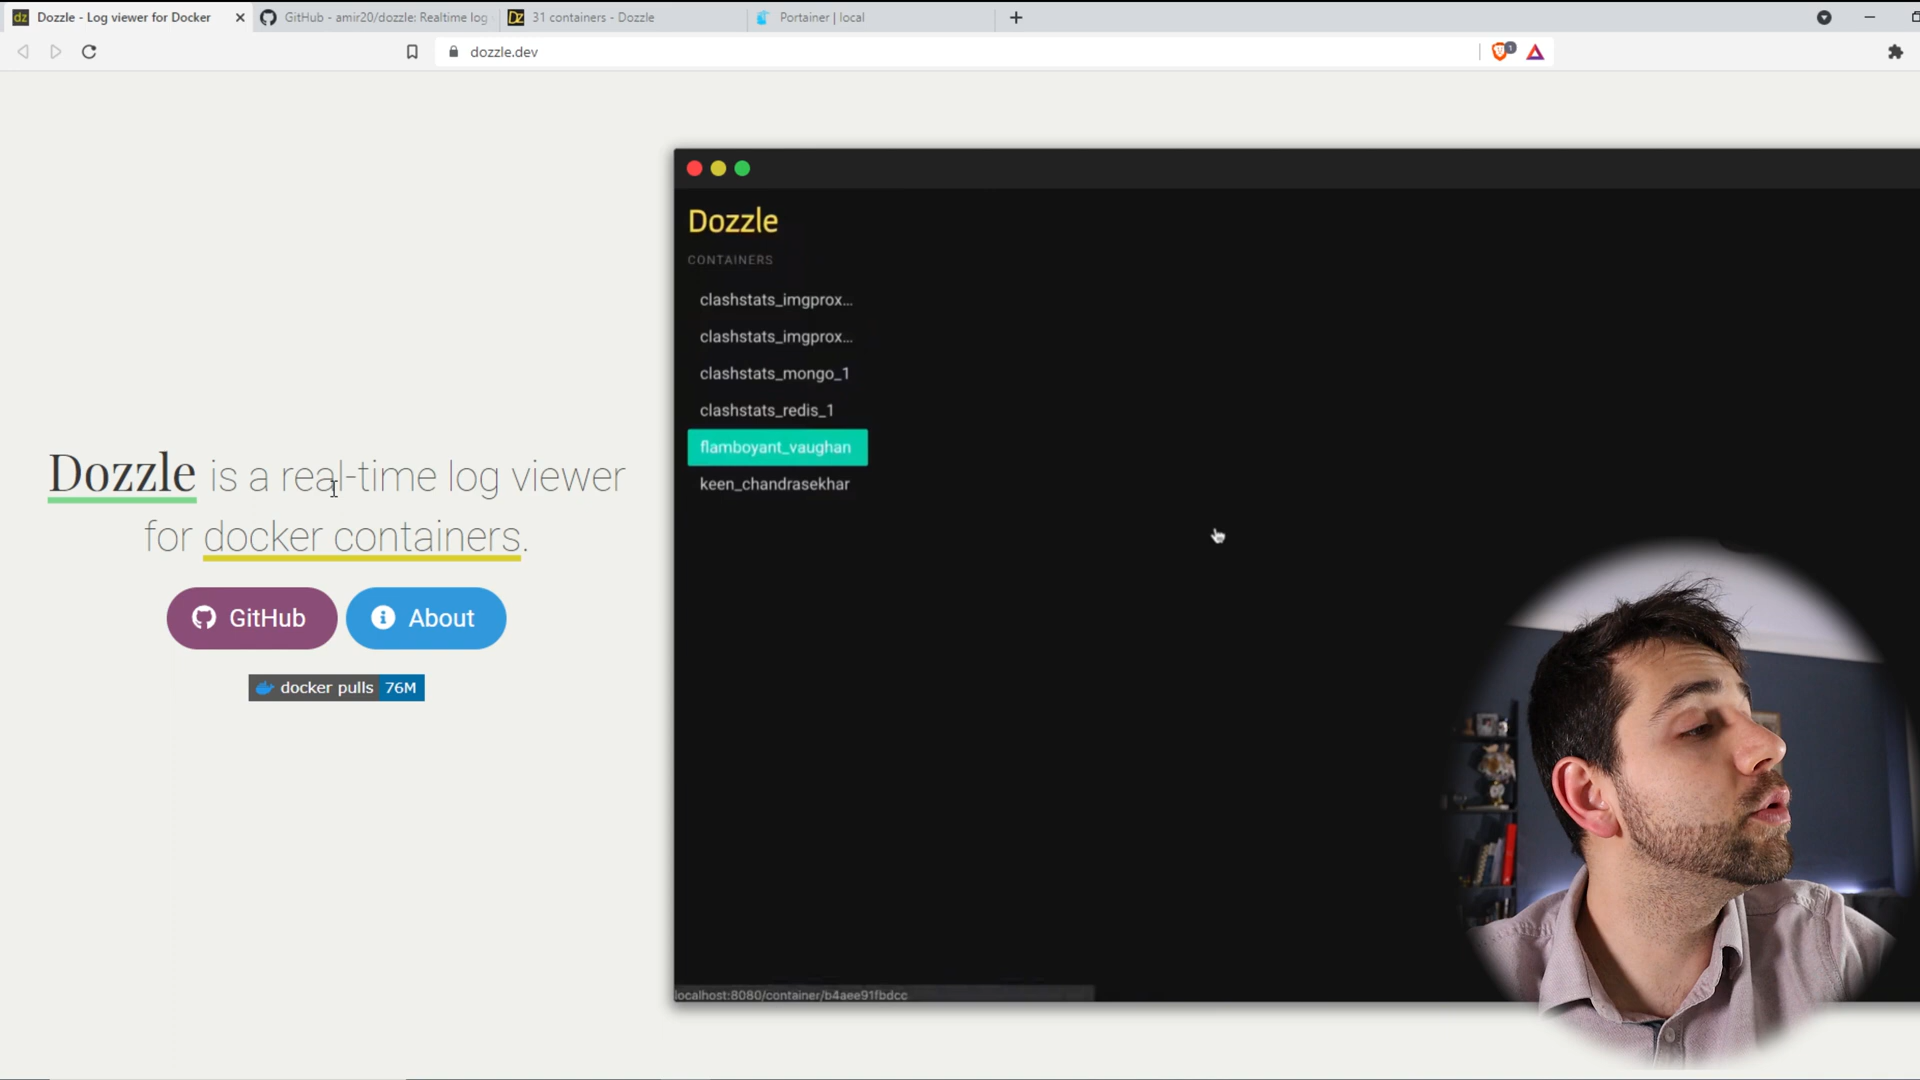 Dozzle - Log viewer for Docker
GitHub - amir20/dozzle: Realtime log
31 containers - Dozzle
Portainer | local
dozzle.dev
1
Dozzle
CONTAINERS
clashstats_imgprox...
clashstats_imgprox...
clashstats_mongo_1
clashstats_redis_1
flamboyant_vaughan
keen_chandrasekhar
localhost:8080/container/b4aee91fbdcc
Dozzle is a real-time log viewer
for docker containers.
GitHub
About
docker pulls 76M